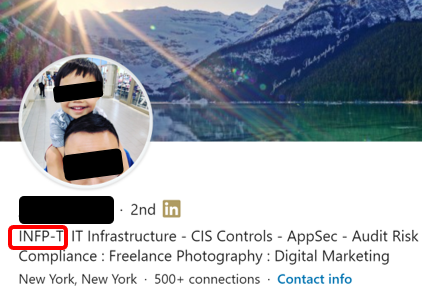 · 2nd in
INFP-T IT Infrastructure - CIS Controls - AppSec - Audit Risk
Compliance : Freelance Photography : Digital Marketing
New York, New York · 500+ connections · Contact info